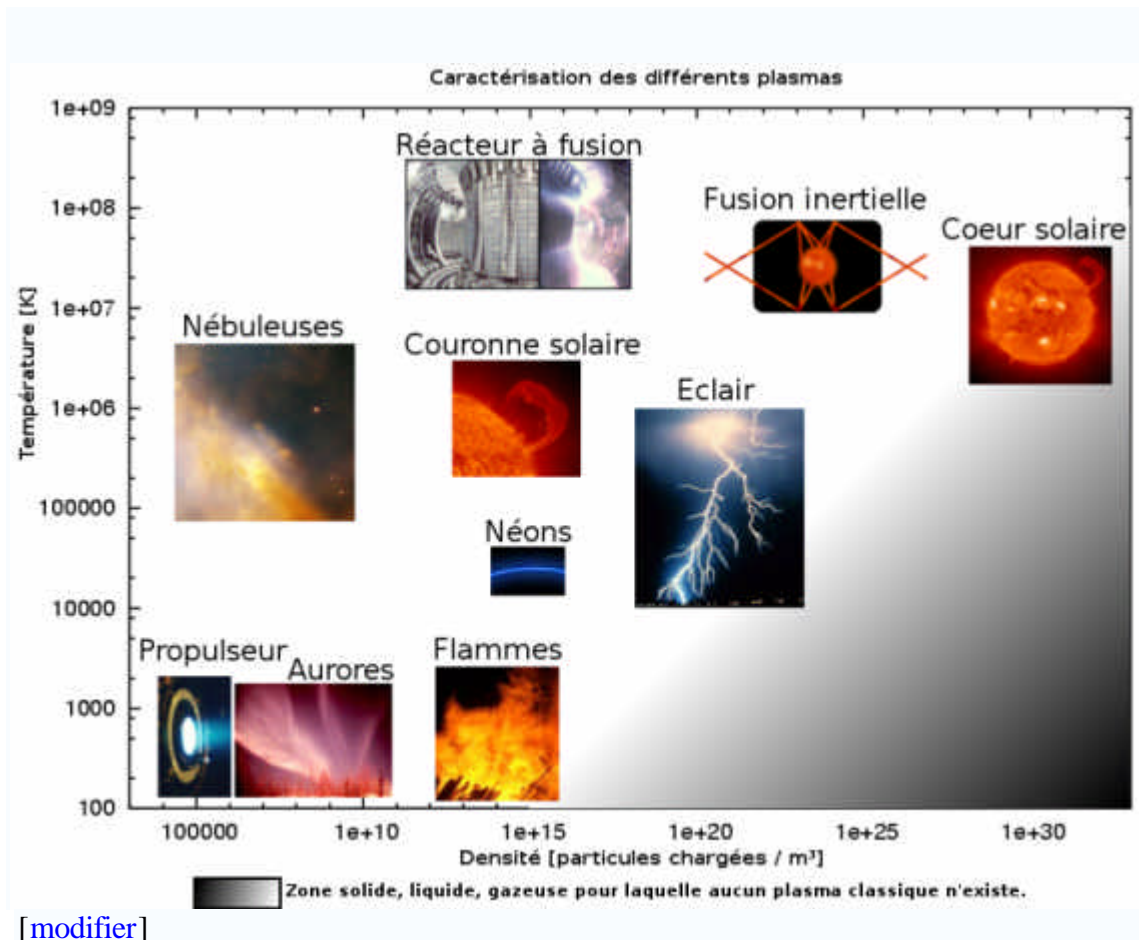 Caractérisation des différents plasmas
1e+09
Réacteur à fusion
1e+08
Fusion inertielle
Coeur solaire
1e+07
Nébuleuses
Couronne solaire
Température [K]
1e+06
Eclair
100000
Néons
10000
Propulseur
Aurores
Flammes
1000
100
100000 1e+10 1e+15 1e+20 1e+25 1e+30
Densité [particules chargées / m³]
Zone solide, liquide, gazeuse pour laquelle aucun plasma classique n'existe.
[modifier]